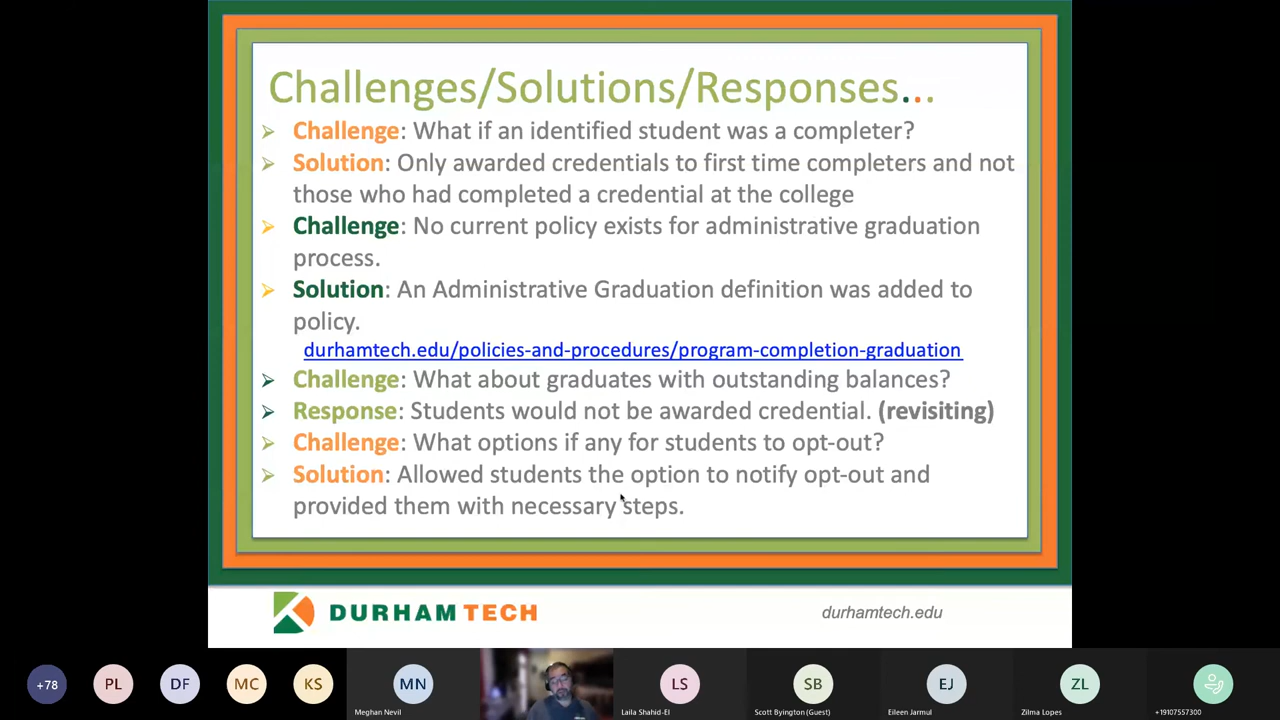 Challenges/Solutions/Responses...
Challenge: What if an identified student was a completer?
Solution: Only awarded credentials to first time completers and not
those who had completed a credential at the college
Challenge: No current policy exists for administrative graduation
process.
Solution: An Administrative Graduation definition was added to
policy.
durhamtech.edu/policies-and-procedures/program-completion-graduation
Challenge: What about graduates with outstanding balances?
Response: Students would not be awarded credential. (revisiting)
Challenge: What options if any for students to opt-out?
Solution: Allowed students the option to notify opt-out and
provided them with necessary steps.
DURHAM TECH
durhamtech.edu
+78
PL
DF
MC
KS
MN
LS
SB
EJ
ZL
Meghan Nevil
Laila Shahid-El
Scott Byington (Guest)
Eileen Jarmul
Zilma Lopes
+19107557300